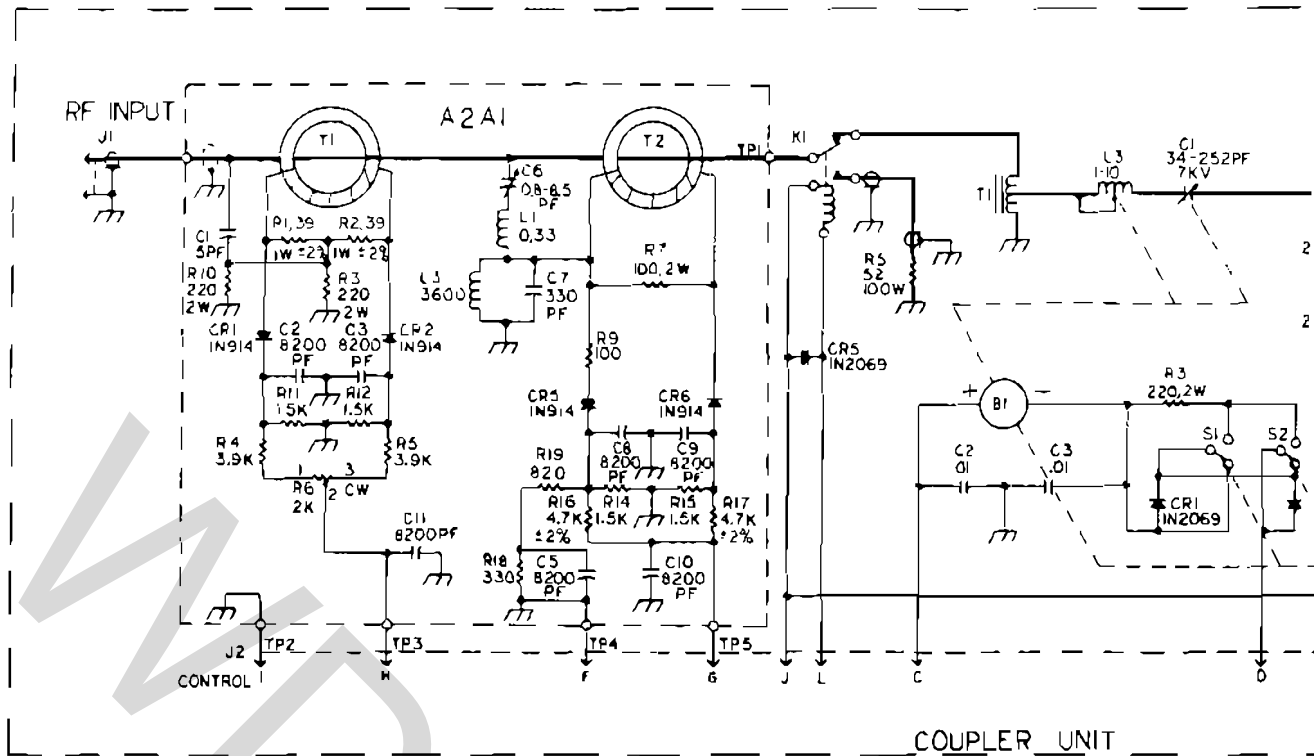 RF INPUT
J1
A2A1
T1
T2
TP1
K1
C6
0.8-8.5
PF
L1
0.33
L3
1-10
C1
34-252PF
7KV
T1
R1,39
R2,39
1W ±2%
1W ±2%
C1
5PF
R10
220
2W
R3
220
2W
3600
C7
330
PF
R7
100,2W
R5
52
100W
2
2
CR1
1N914
C2
8200
PF
C3
8200
PF
CR2
1N914
R9
100
CR5
1N2069
R11
1.5K
R12
1.5K
CR5
1N914
CR6
1N914
+
B1
-
R3
220,2W
S1
S2
R4
3.9K
R5
3.9K
1
2
3
CW
R6
2K
R19
820
C8
8200
PF
C9
8200
PF
C2
.01
C3
.01
CR1
1N2069
R16
4.7K
±2%
R14
1.5K
R15
1.5K
R17
4.7K
±2%
C11
8200PF
R18
330
C5
8200
PF
C10
8200
PF
J2
TP2
TP3
TP4
TP5
CONTROL
I
H
F
G
J
L
C
D
COUPLER UNIT